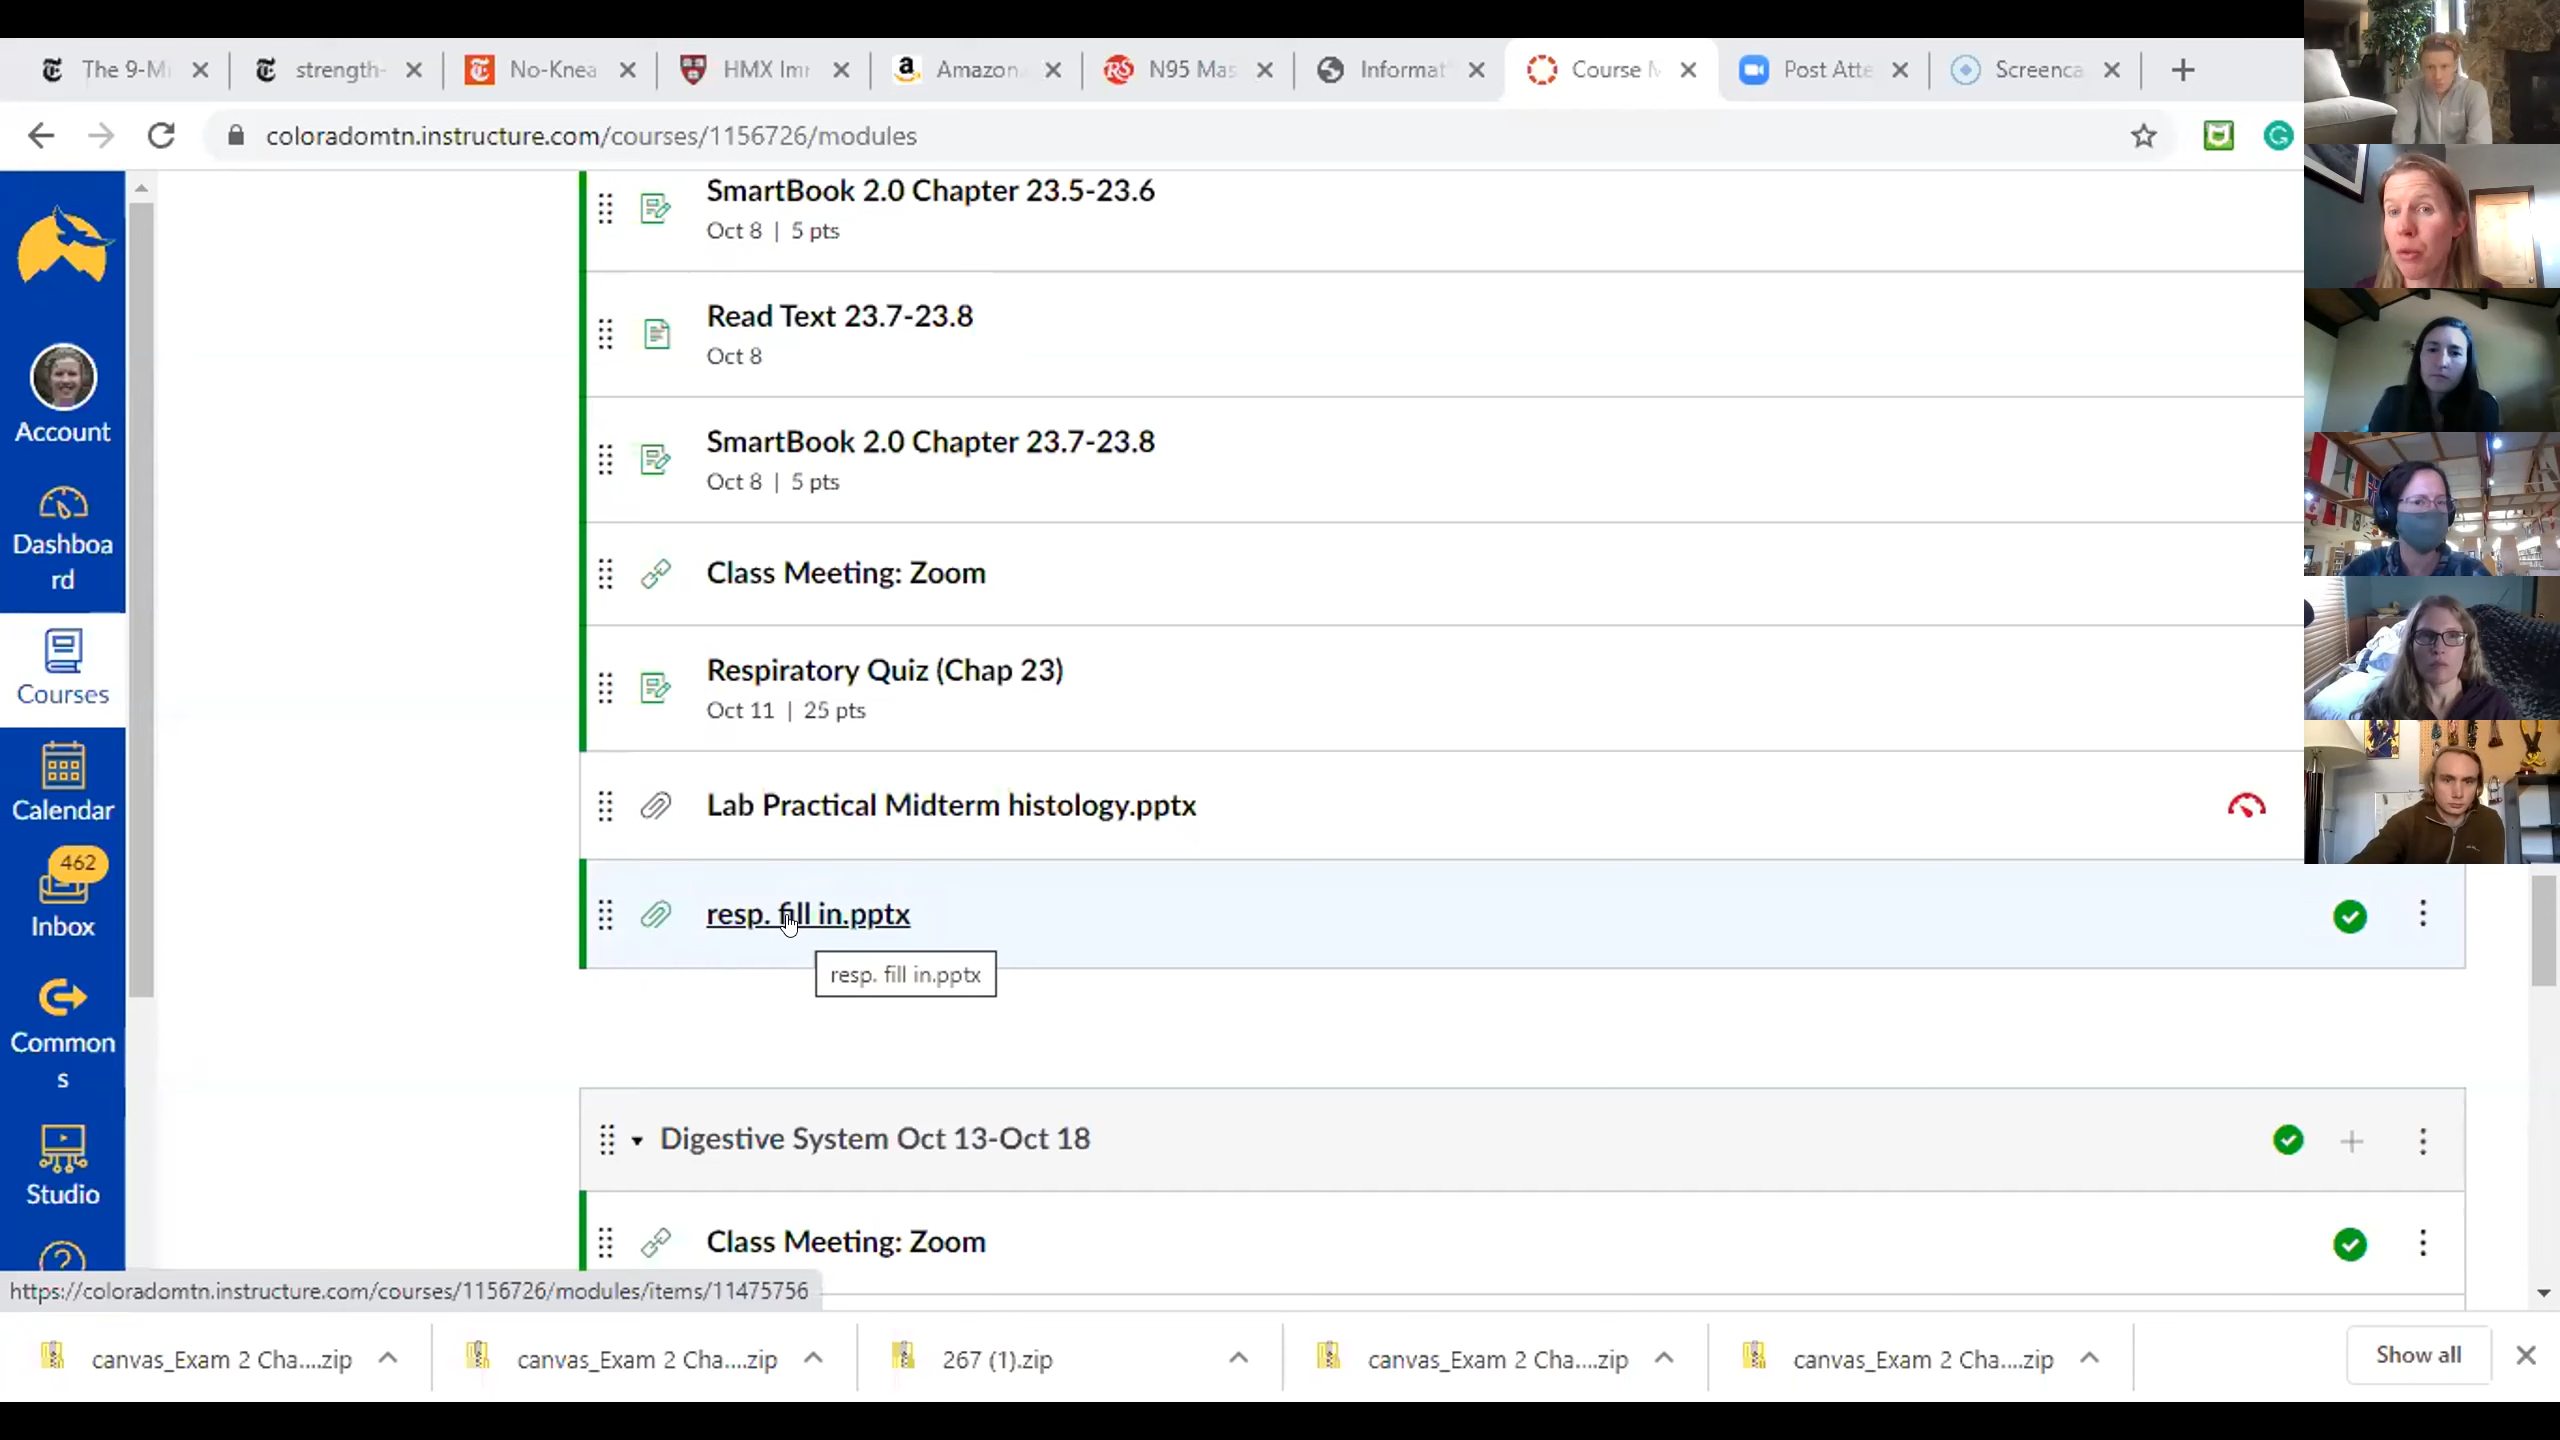 The 9-Mi
strength-
No-Knea
HMX Imm
Amazon.
N95 Mas
Informat
Course M
Post Atte
Screenca
coloradomtn.instructure.com/courses/1156726/modules
Account
Dashboa
rd
Courses
Calendar
462
Inbox
Common
s
Studio
SmartBook 2.0 Chapter 23.5-23.6
Oct 8 | 5 pts
Read Text 23.7-23.8
Oct 8
SmartBook 2.0 Chapter 23.7-23.8
Oct 8 | 5 pts
Class Meeting: Zoom
Respiratory Quiz (Chap 23)
Oct 11 | 25 pts
Lab Practical Midterm histology.pptx
resp. fill in.pptx
resp. fill in.pptx
Digestive System Oct 13-Oct 18
Class Meeting: Zoom
https://coloradomtn.instructure.com/courses/1156726/modules/items/11475756
canvas_Exam 2 Cha....zip
canvas_Exam 2 Cha....zip
267 (1).zip
canvas_Exam 2 Cha....zip
canvas_Exam 2 Cha....zip
Show all